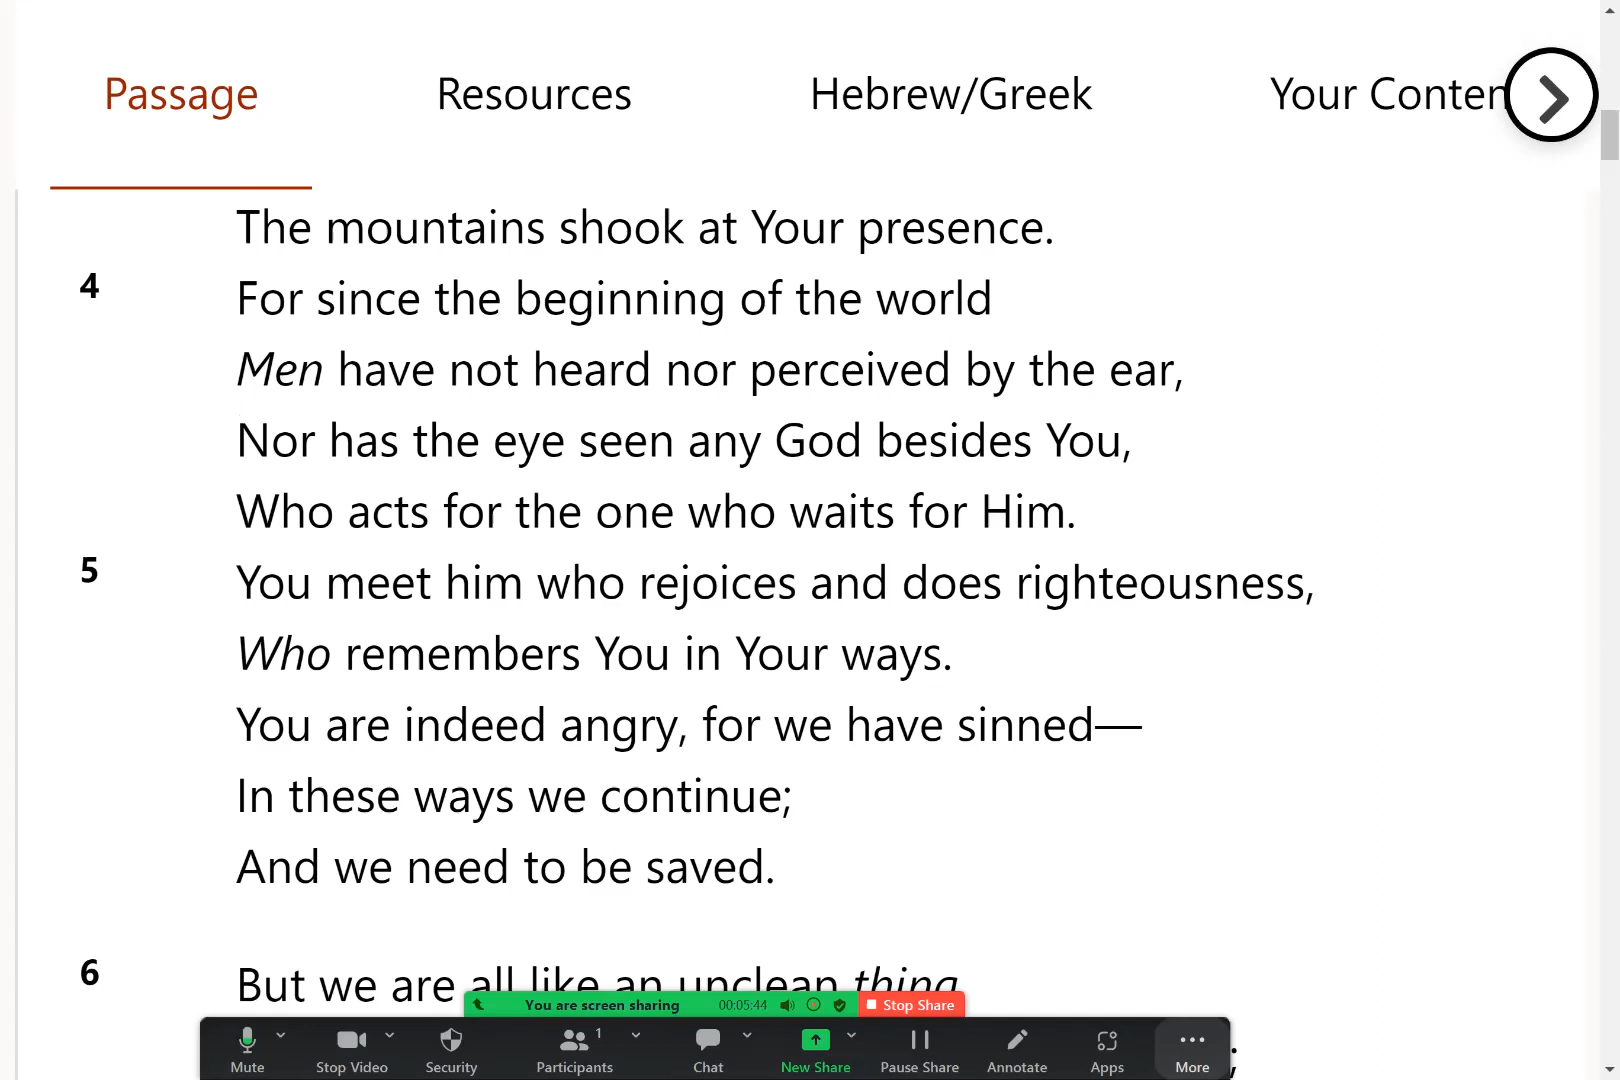 Passage Resources Hebrew/Greek Your Conten
The mountains shook at Your presence.
4 For since the beginning of the world
Men have not heard nor perceived by the ear,
Nor has the eye seen any God besides You,
Who acts for the one who waits for Him.
5 You meet him who rejoices and does righteousness,
Who remembers You in Your ways.
You are indeed angry, for we have sinned—
In these ways we continue;
And we need to be saved.
6 But we are all like an unclean thing
You are screen sharing 00:05:44 Stop Share
1
Mute Stop Video Security Participants Chat New Share Pause Share Annotate Apps More